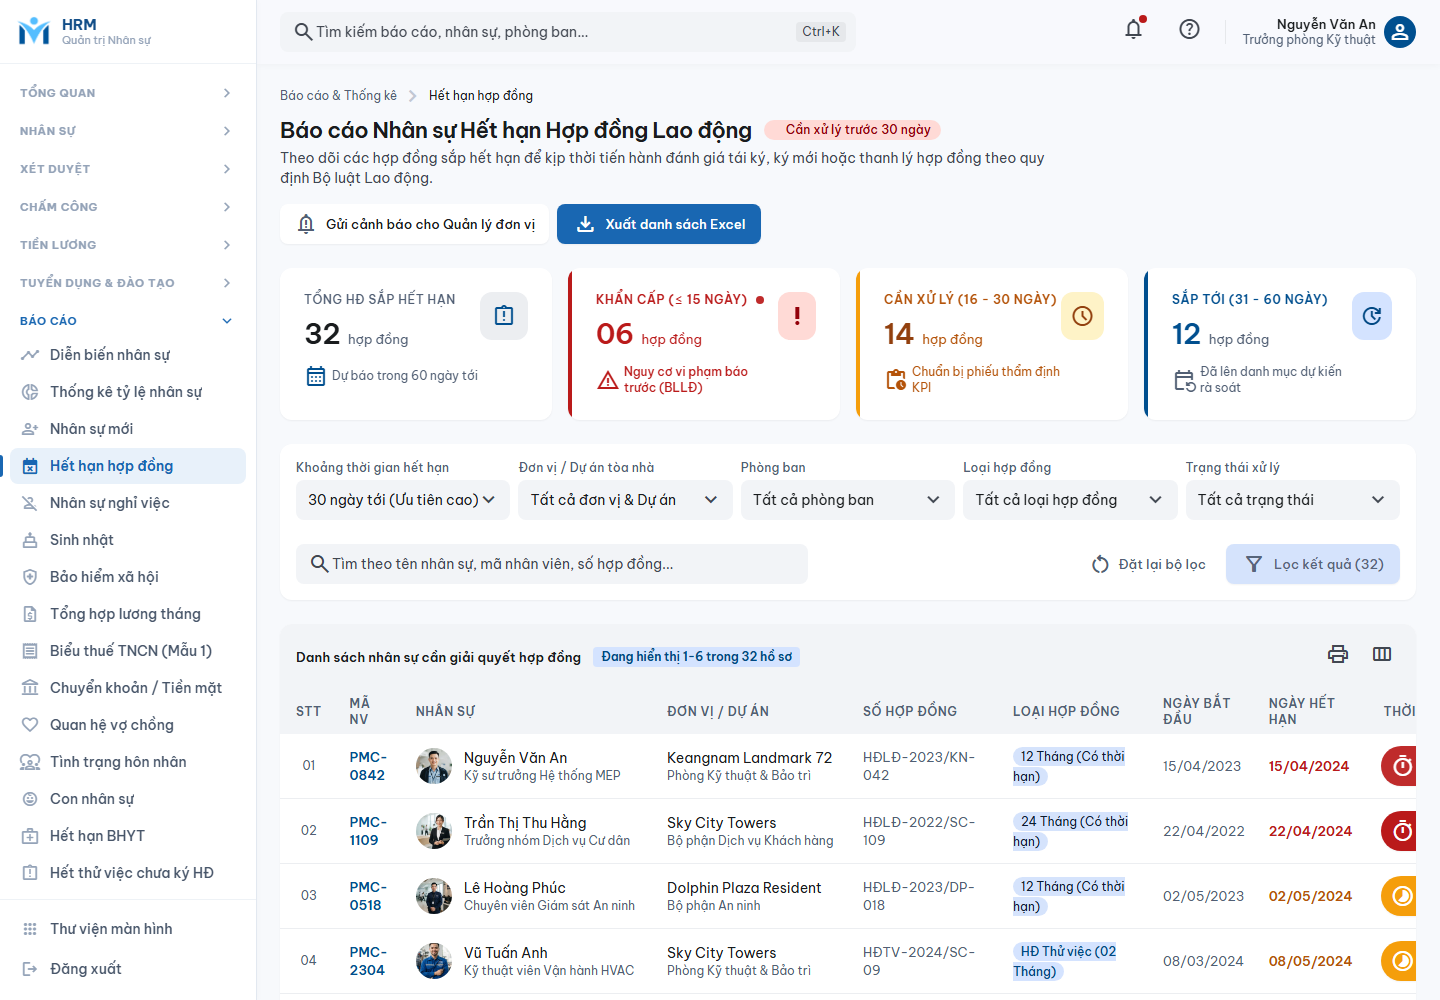 HRM
Quản trị Nhân sự
TỔNG QUAN
NHÂN SỰ
XÉT DUYỆT
CHẤM CÔNG
TIỀN LƯƠNG
TUYỂN DỤNG & ĐÀO TẠO
BÁO CÁO
Diễn biến nhân sự
Thống kê tỷ lệ nhân sự
Nhân sự mới
Hết hạn hợp đồng
Nhân sự nghỉ việc
Sinh nhật
Bảo hiểm xã hội
Tổng hợp lương tháng
Biểu thuế TNCN (Mẫu 1)
Chuyển khoản / Tiền mặt
Quan hệ vợ chồng
Tình trạng hôn nhân
Con nhân sự
Hết hạn BHYT
Hết thử việc chưa ký HĐ
Thư viện màn hình
Đăng xuất
Tìm kiếm báo cáo, nhân sự, phòng ban...
Ctrl+K
Nguyễn Văn An
Trưởng phòng Kỹ thuật
Báo cáo & Thống kê
Hết hạn hợp đồng
Báo cáo Nhân sự Hết hạn Hợp đồng Lao động
Cần xử lý trước 30 ngày
Theo dõi các hợp đồng sắp hết hạn để kịp thời tiến hành đánh giá tái ký, ký mới hoặc thanh lý hợp đồng theo quy
định Bộ luật Lao động.
Gửi cảnh báo cho Quản lý đơn vị
Xuất danh sách Excel
TỔNG HĐ SẮP HẾT HẠN
32 hợp đồng
Dự báo trong 60 ngày tới
KHẨN CẤP (≤ 15 NGÀY)
06 hợp đồng
Nguy cơ vi phạm báo
trước (BLLĐ)
CẦN XỬ LÝ (16 - 30 NGÀY)
14 hợp đồng
Chuẩn bị phiếu thẩm định
KPI
SẮP TỚI (31 - 60 NGÀY)
12 hợp đồng
Đã lên danh mục dự kiến
rà soát
Khoảng thời gian hết hạn
30 ngày tới (Ưu tiên cao)
Đơn vị / Dự án tòa nhà
Tất cả đơn vị & Dự án
Phòng ban
Tất cả phòng ban
Loại hợp đồng
Tất cả loại hợp đồng
Trạng thái xử lý
Tất cả trạng thái
Tìm theo tên nhân sự, mã nhân viên, số hợp đồng...
Đặt lại bộ lọc
Lọc kết quả (32)
Danh sách nhân sự cần giải quyết hợp đồng
Đang hiển thị 1-6 trong 32 hồ sơ
STT
MÃ
NV
NHÂN SỰ
ĐƠN VỊ / DỰ ÁN
SỐ HỢP ĐỒNG
LOẠI HỢP ĐỒNG
NGÀY BẮT
ĐẦU
NGÀY HẾT
HẠN
THỜI
01
PMC-
0842
Nguyễn Văn An
Kỹ sư trưởng Hệ thống MEP
Keangnam Landmark 72
Phòng Kỹ thuật & Bảo trì
HĐLĐ-2023/KN-
042
12 Tháng (Có thời
hạn)
15/04/2023
15/04/2024
02
PMC-
1109
Trần Thị Thu Hằng
Trưởng nhóm Dịch vụ Cư dân
Sky City Towers
Bộ phận Dịch vụ Khách hàng
HĐLĐ-2022/SC-
109
24 Tháng (Có thời
hạn)
22/04/2022
22/04/2024
03
PMC-
0518
Lê Hoàng Phúc
Chuyên viên Giám sát An ninh
Dolphin Plaza Resident
Bộ phận An ninh
HĐLĐ-2023/DP-
018
12 Tháng (Có thời
hạn)
02/05/2023
02/05/2024
04
PMC-
2304
Vũ Tuấn Anh
Kỹ thuật viên Vận hành HVAC
Sky City Towers
Phòng Kỹ thuật & Bảo trì
HĐTV-2024/SC-
09
HĐ Thử việc (02
Tháng)
08/03/2024
08/05/2024